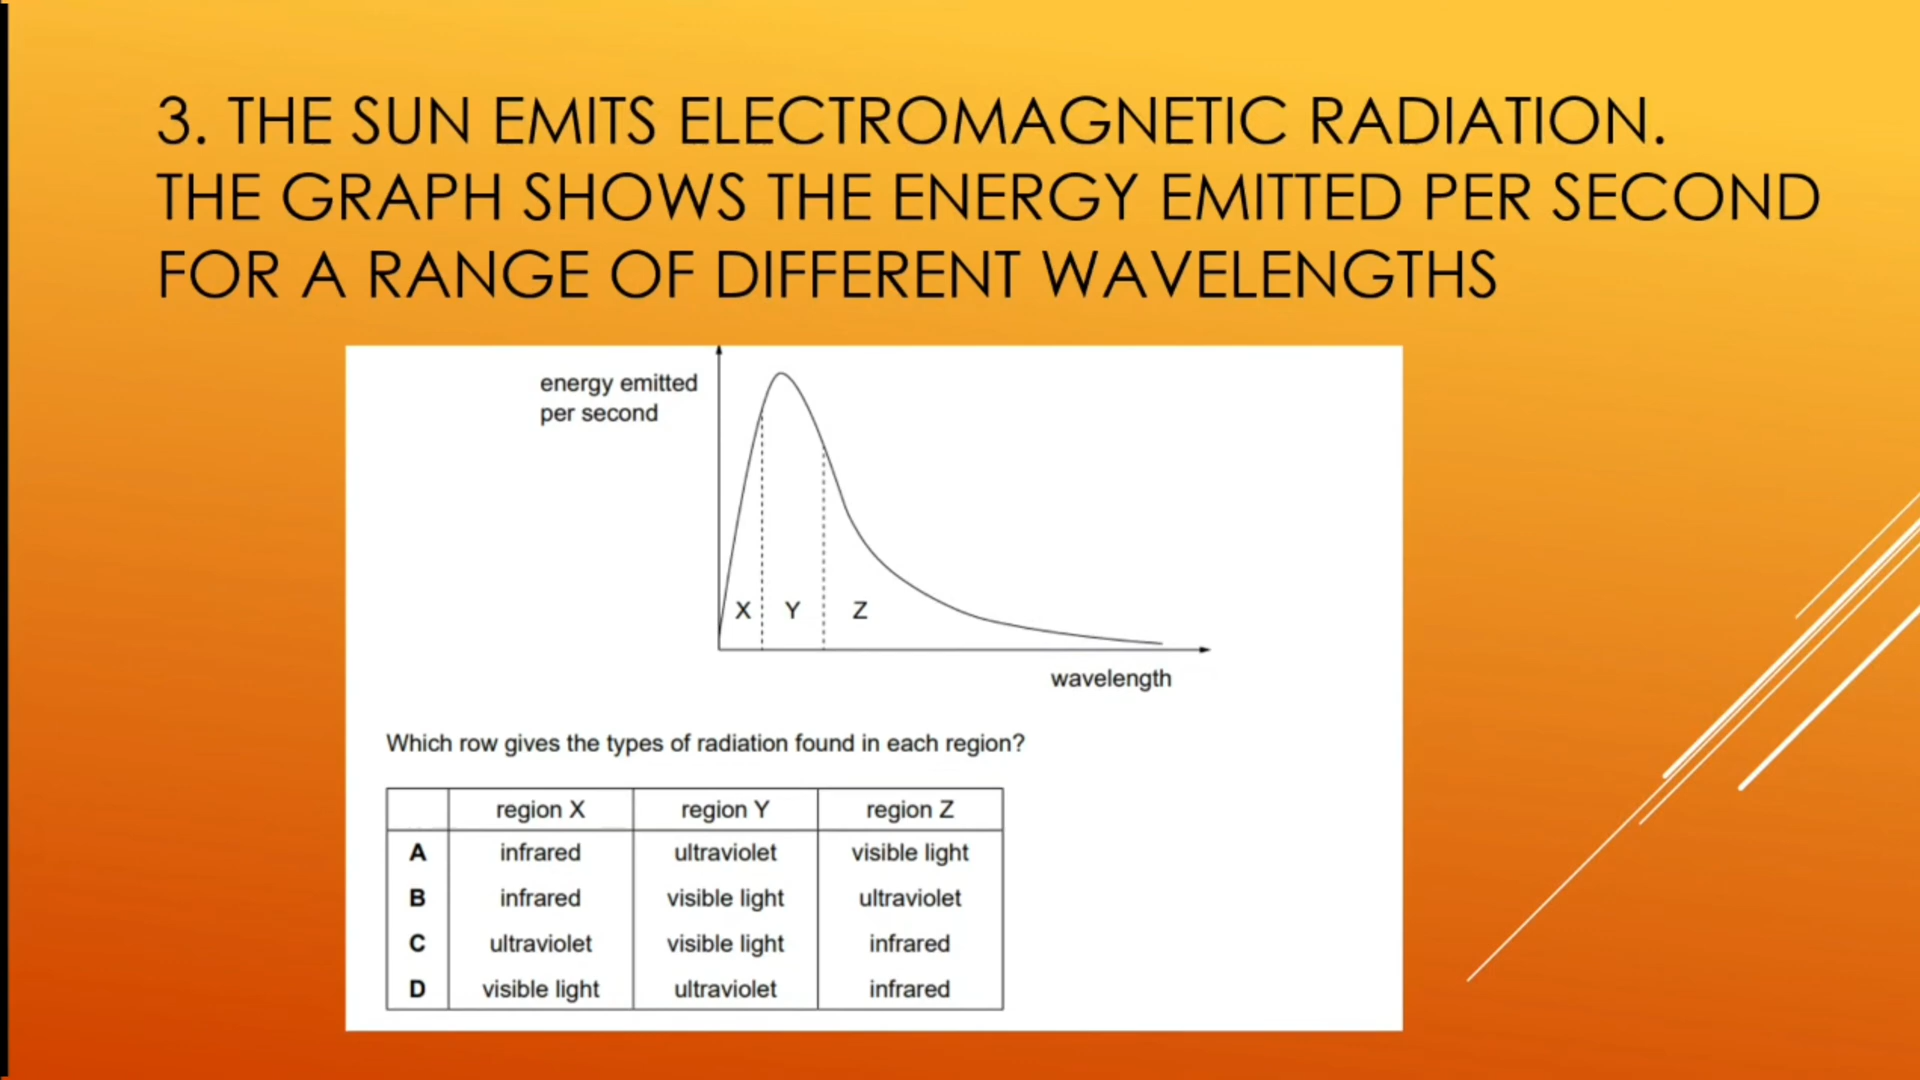 3. THE SUN EMITS ELECTROMAGNETIC RADIATION.
THE GRAPH SHOWS THE ENERGY EMITTED PER SECOND
FOR A RANGE OF DIFFERENT WAVELENGTHS
energy emitted
per second
X Y Z
wavelength
Which row gives the types of radiation found in each region?
region X region Y region Z
A infrared ultraviolet visible light
B infrared visible light ultraviolet
C ultraviolet visible light infrared
D visible light ultraviolet infrared